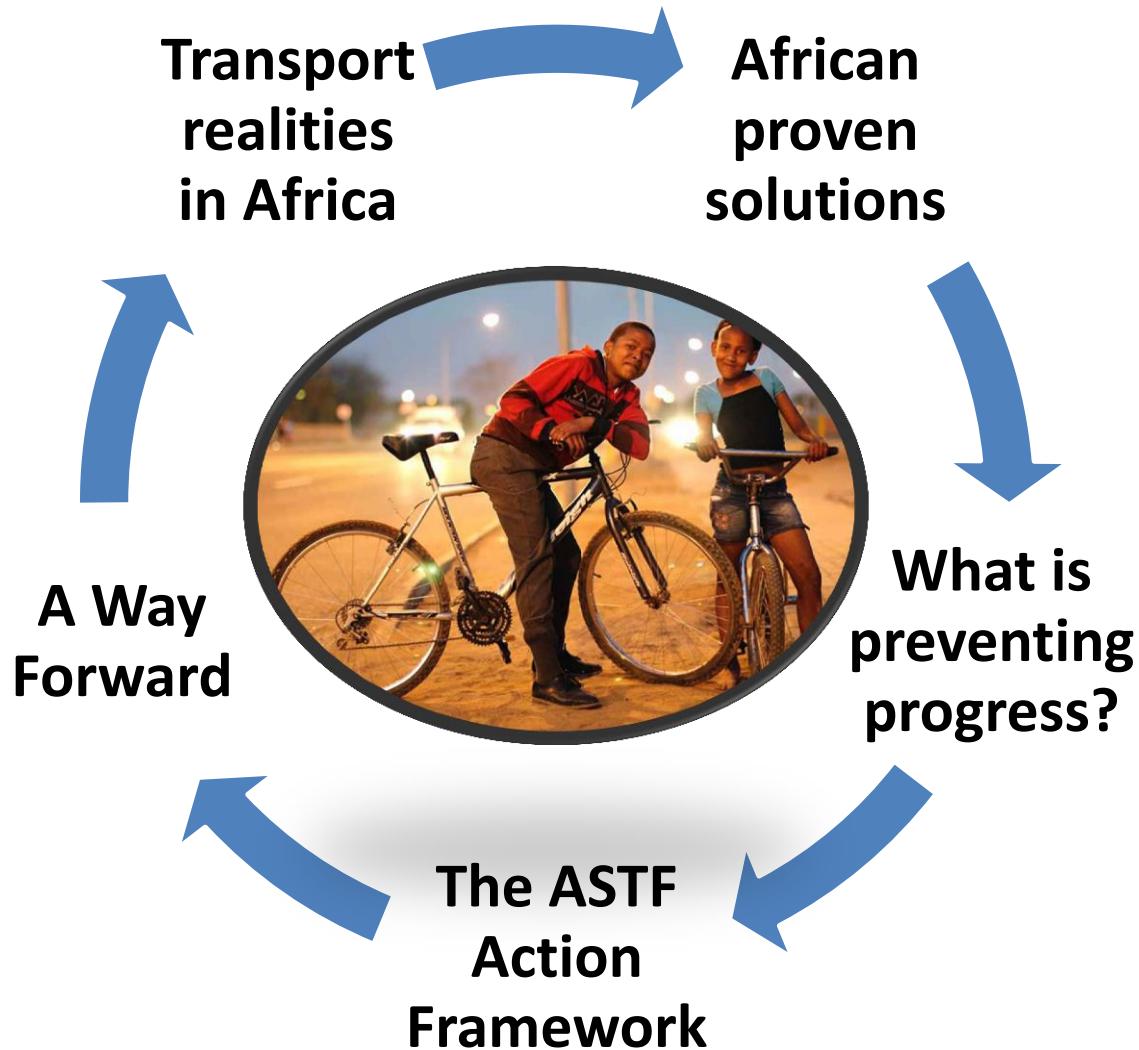 Transport
realities
in Africa
African
proven
solutions
What is
preventing
progress?
The ASTF
Action
Framework
A Way
Forward